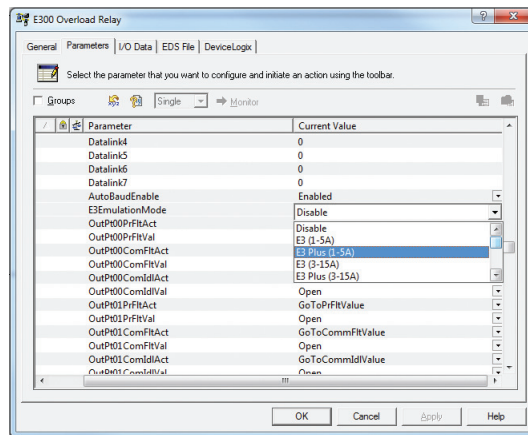 E300 Overload Relay
General Parameters I/O Data EDS File DeviceLogix
Select the parameter that you want to configure and initiate an action using the toolbar.
Groups Single Monitor
Parameter Current Value
Datalink4 0
Datalink5 0
Datalink6 0
Datalink7 0
AutoBaudEnable Enabled
E3EmulationMode Disable
OutPt00PrFltAct Disable
OutPt00PrFltVal E3 (1-5A)
OutPt00ComFltAct E3 Plus (1-5A)
OutPt00ComFltVal E3 (3-15A)
OutPt00ComIdlAct E3 Plus (3-15A)
OutPt00ComIdlVal Open
OutPt01PrFltAct GoToPrFltValue
OutPt01PrFltVal Open
OutPt01ComFltAct GoToCommFltValue
OutPt01ComFltVal Open
OutPt01ComIdlAct GoToCommIdlValue
OutPt01ComIdlVal Open
OK Cancel Apply Help